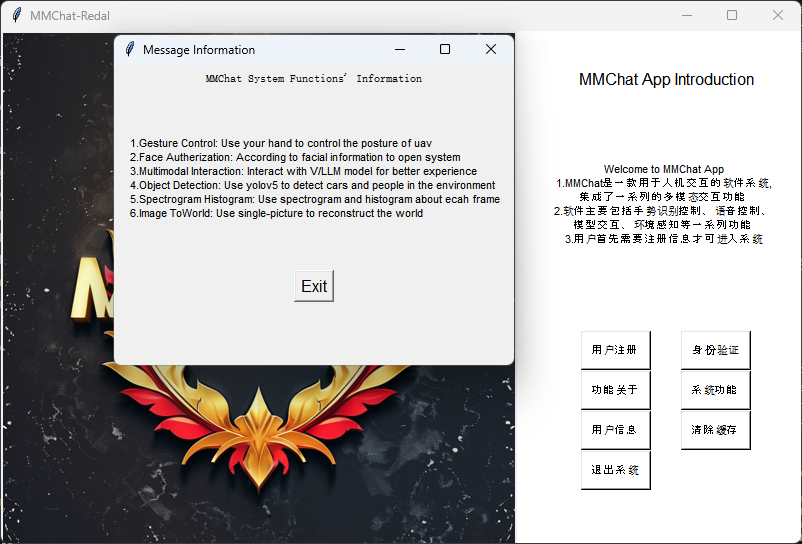 MMChat-Redal
Message Information
MMChat System Functions' Information
1.Gesture Control: Use your hand to control the posture of uav
2.Face Autherization: According to facial information to open system
3.Multimodal Interaction: Interact with V/LLM model for better experience
4.Object Detection: Use yolov5 to detect cars and people in the environment
5.Spectrogram Histogram: Use spectrogram and histogram about ecah frame
6.Image ToWorld: Use single-picture to reconstruct the world
Exit
M
MMChat App Introduction
Welcome to MMChat App
1.MMChat是一款用于人机交互的软件系统,
集成了一系列的多模态交互功能
2.软件主要包括手势识别控制、语音控制、
模型交互、环境感知等一系列功能
3.用户首先需要注册信息才可进入系统
用户注册
身份验证
功能关于
系统功能
用户信息
清除缓存
退出系统